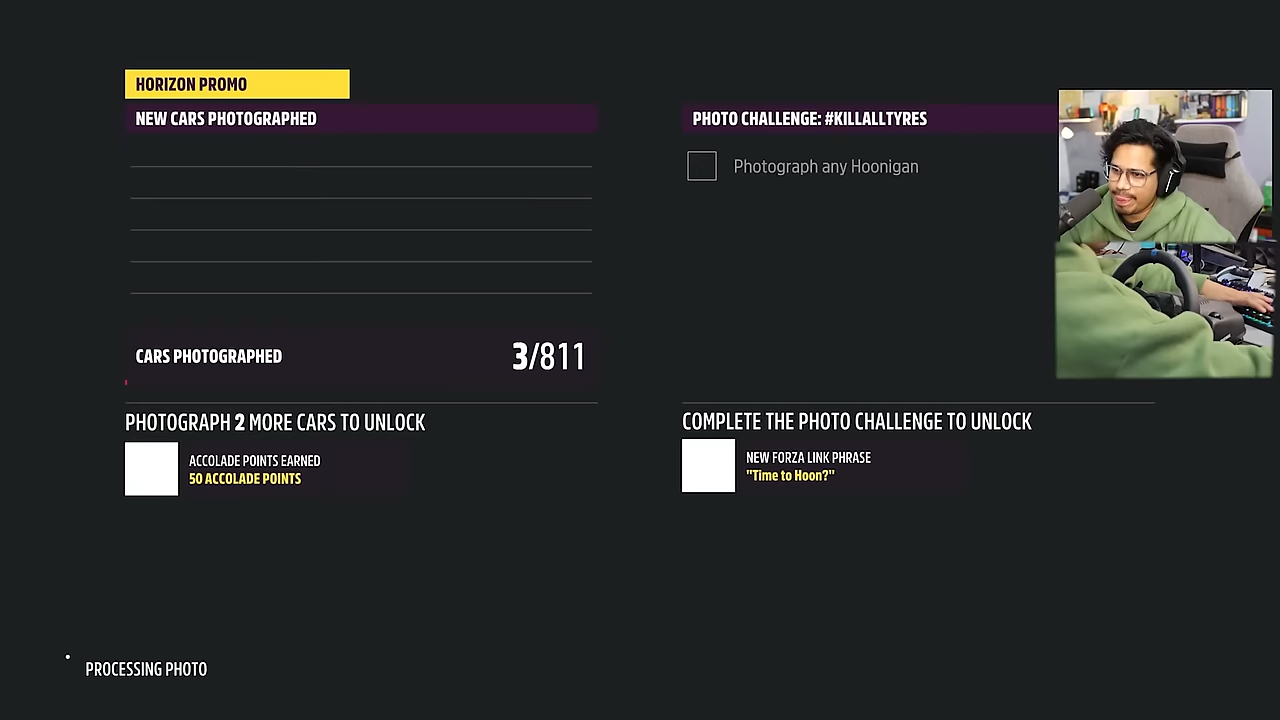 HORIZON PROMO
NEW CARS PHOTOGRAPHED
CARS PHOTOGRAPHED 3/811
PHOTOGRAPH 2 MORE CARS TO UNLOCK
ACCOLADE POINTS EARNED
50 ACCOLADE POINTS
PHOTO CHALLENGE: #KILLALLTYRES
Photograph any Hoonigan
COMPLETE THE PHOTO CHALLENGE TO UNLOCK
NEW FORZA LINK PHRASE
"Time to Hoon?"
PROCESSING PHOTO